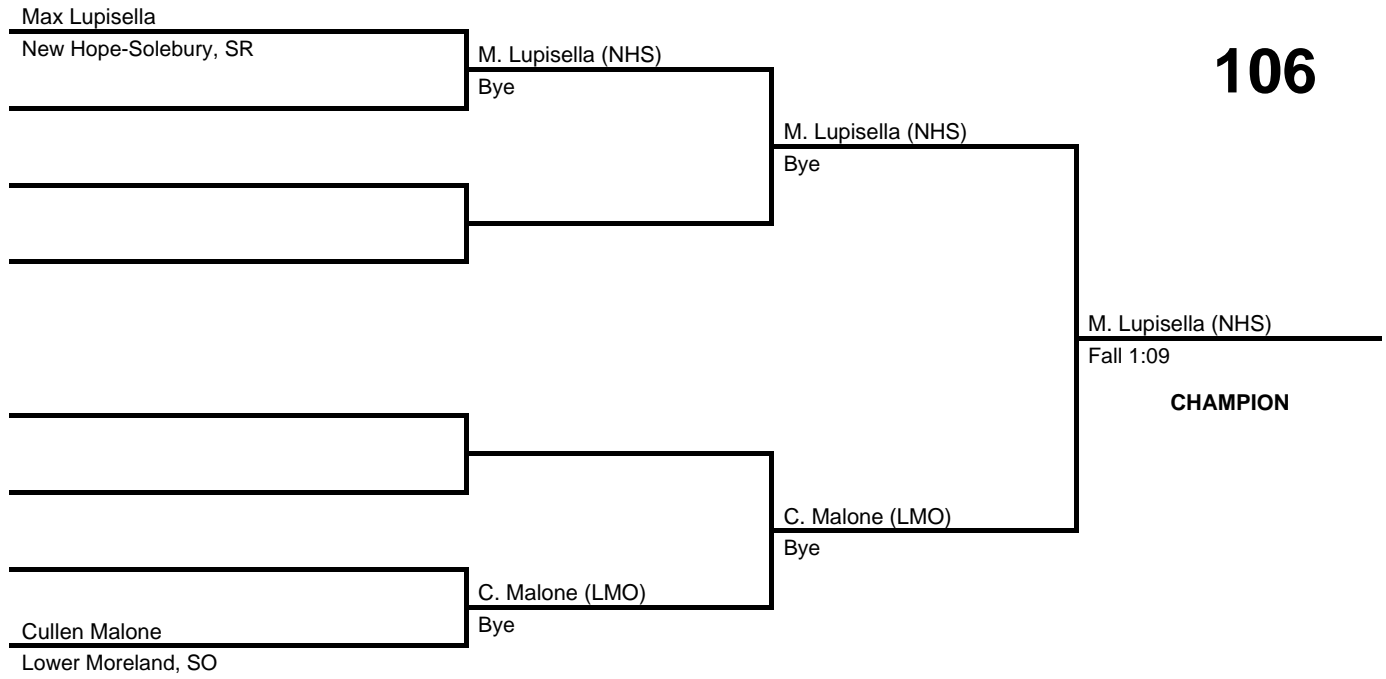 Max Lupisella
New Hope-Solebury, SR
M. Lupisella (NHS)
Bye
106
M. Lupisella (NHS)
Bye
M. Lupisella (NHS)
Fall 1:09
CHAMPION
C. Malone (LMO)
Bye
C. Malone (LMO)
Bye
Cullen Malone
Lower Moreland, SO